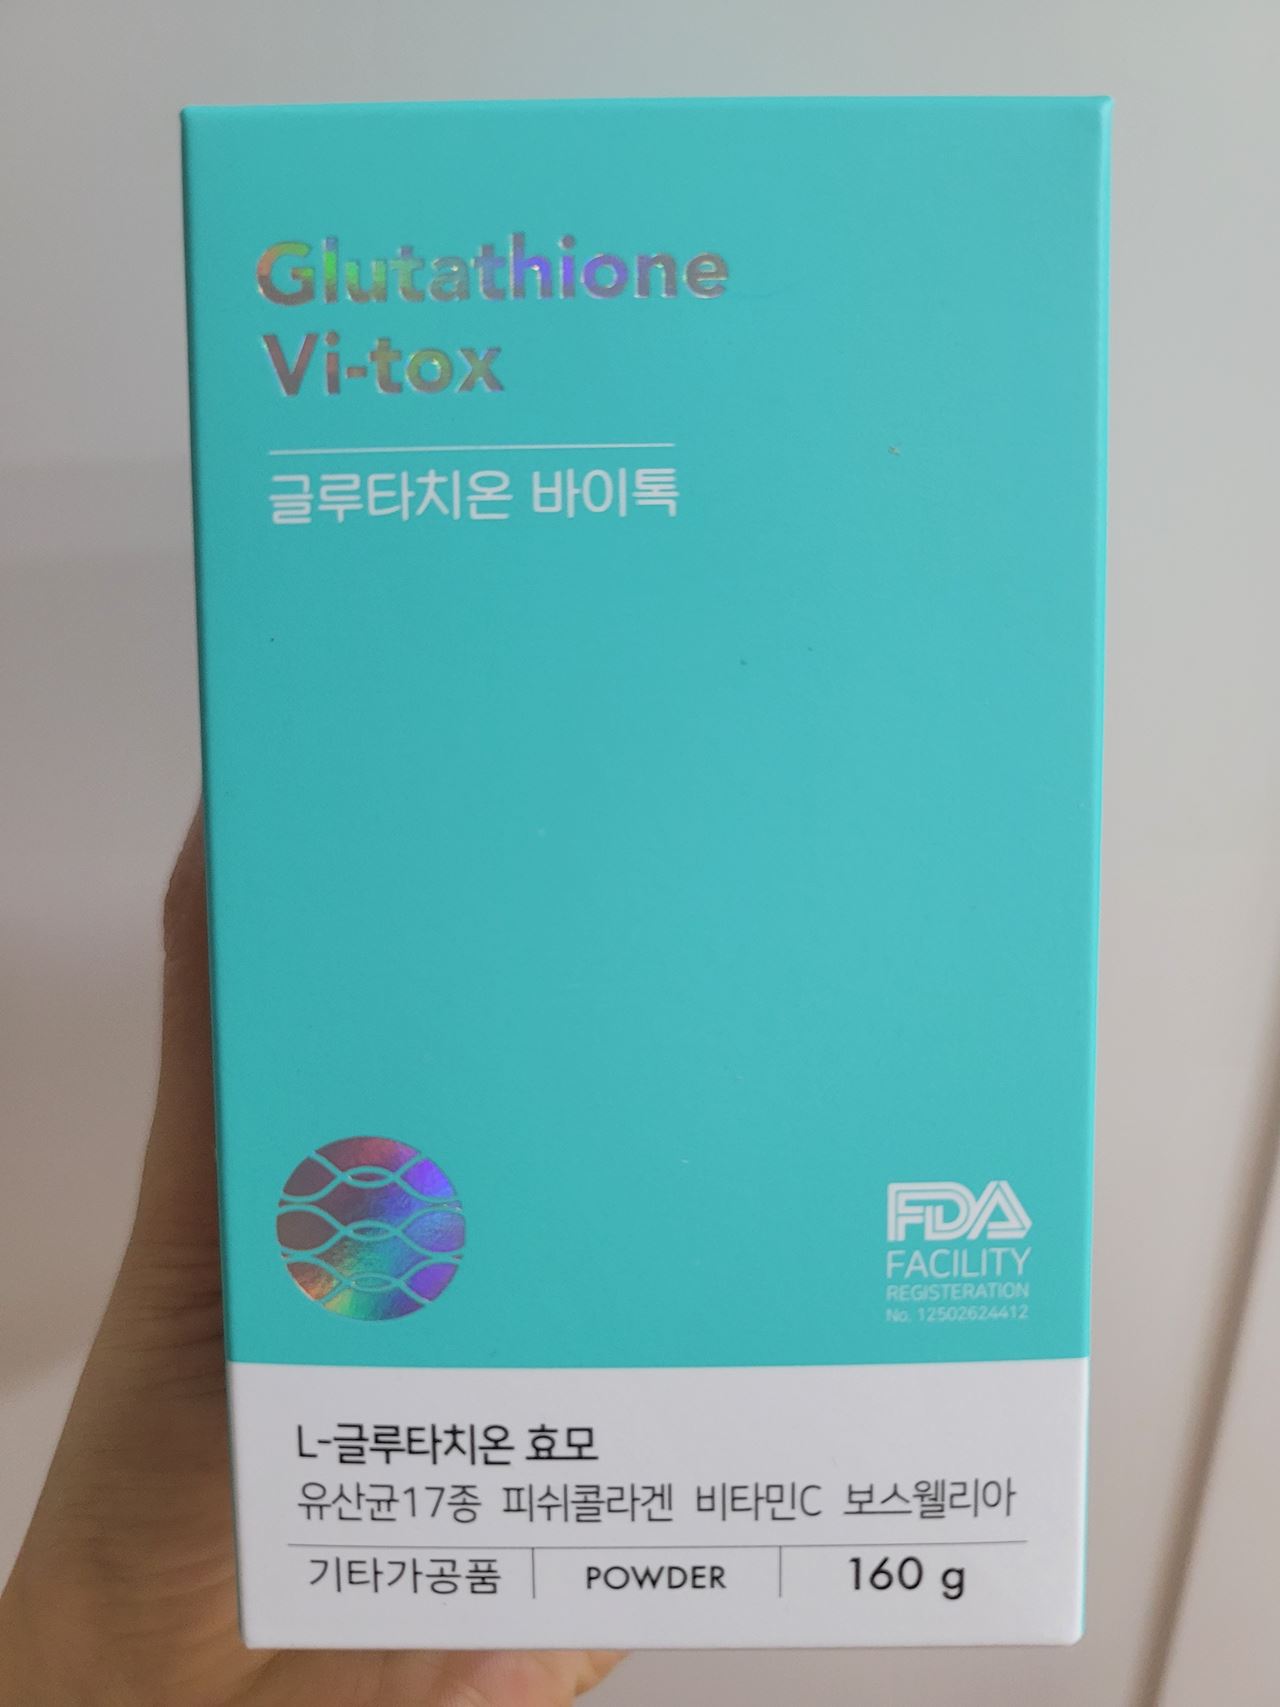 Glutathione
Vi-tox
글루타치온 바이톡
FDA
FACILITY
REGISTERATION
No. 12502624412
L-글루타치온 효모
유산균17종 피쉬콜라겐 비타민C 보스웰리아
기타가공품 POWDER 160 g